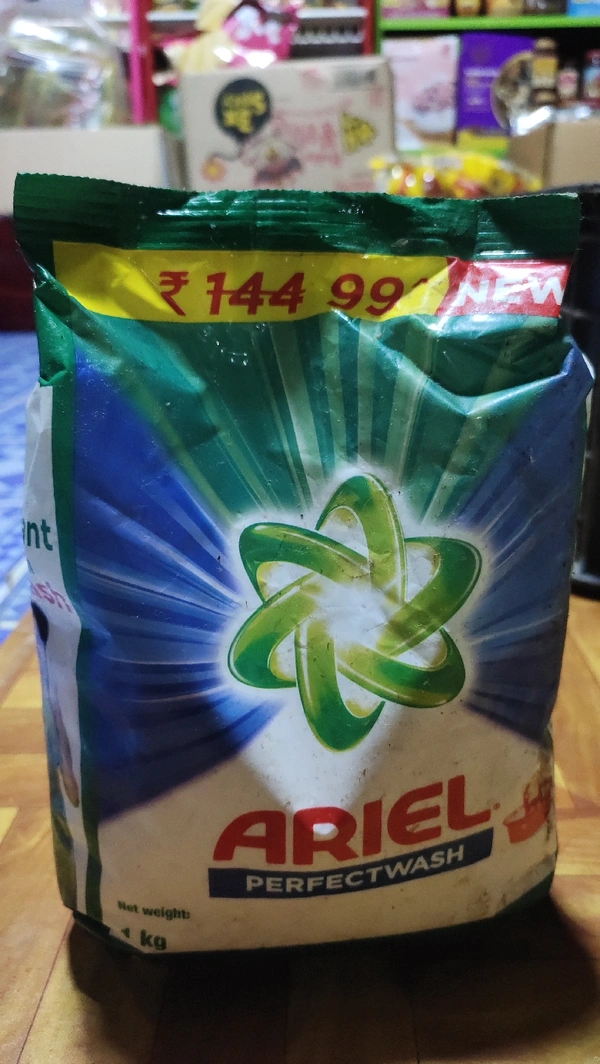 ₹ 144 99*
NEW
ARIEL
PERFECTWASH
Net weight:
1 kg